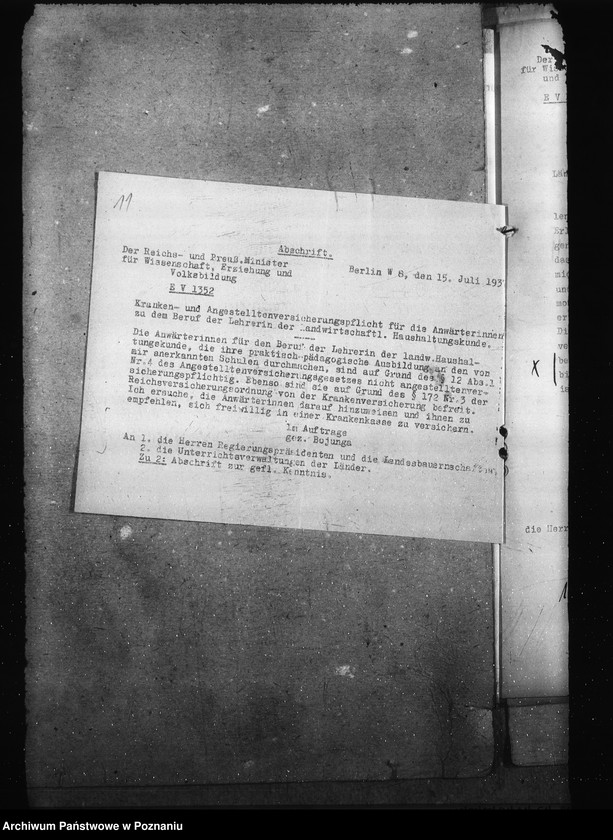 11
Abschrift.
Der Reichs- und Preuß.Minister
für Wissenschaft, Erziehung und
Volksbildung
Berlin W 8, den 15. Juli 193
E V 1352
Kranken- und Angestelltenversicherungspflicht für die Anwärterinnen
zu dem Beruf der Lehrerin der landwirtschaftl. Haushaltungskunde.
Die Anwärterinnen für den Beruf der Lehrerin der landw.Haushal-
tungskunde, die ihre praktisch-pädagogische Ausbildung an den von
mir anerkannten Schulen durchmachen, sind auf Grund des § 12 Abs.1
Nr.4 des Angestelltenversicherungsgesetzes nicht angestelltenver-
sicherungspflichtig. Ebenso sind sie auf Grund des § 172 Nr.3 der
Reichsversicherungsordnung von der Krankenversicherung befreit.
Ich ersuche, die Anwärterinnen darauf hinzuweisen und ihnen zu
empfehlen, sich freiwillig in einer Krankenkasse zu versichern.
Im Auftrage
gez. Bojunga
An 1. die Herren Regierungspräsidenten und die Landesbauernschaften,
2. die Unterrichtsverwaltungen der Länder.
Zu 2: Abschrift zur gefl. Kenntnis.
Der
für Wis
und
E V
X
die Herr
Archiwum Państwowe w Poznaniu